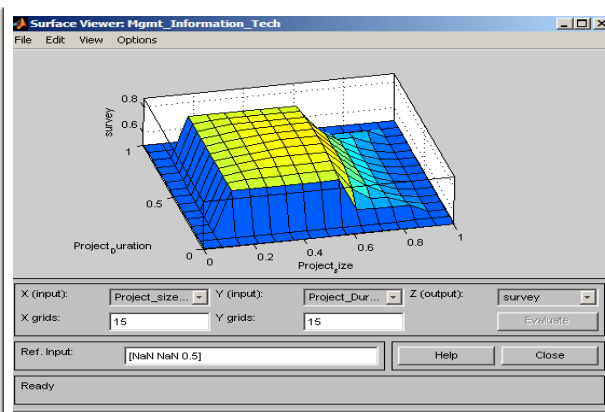 Surface Viewer: Mgmt_Information_Tech
File Edit View Options
0.8
0.6
survey
1
0.5
0
Project_Duration
0 0.2 0.4 0.6 0.8 1
Project_size
X (input): Project_size... Y (input): Project_Dur... Z (output): survey
X grids: 15 Y grids: 15 Evaluate
Ref. Input: [NaN NaN 0.5] Help Close
Ready